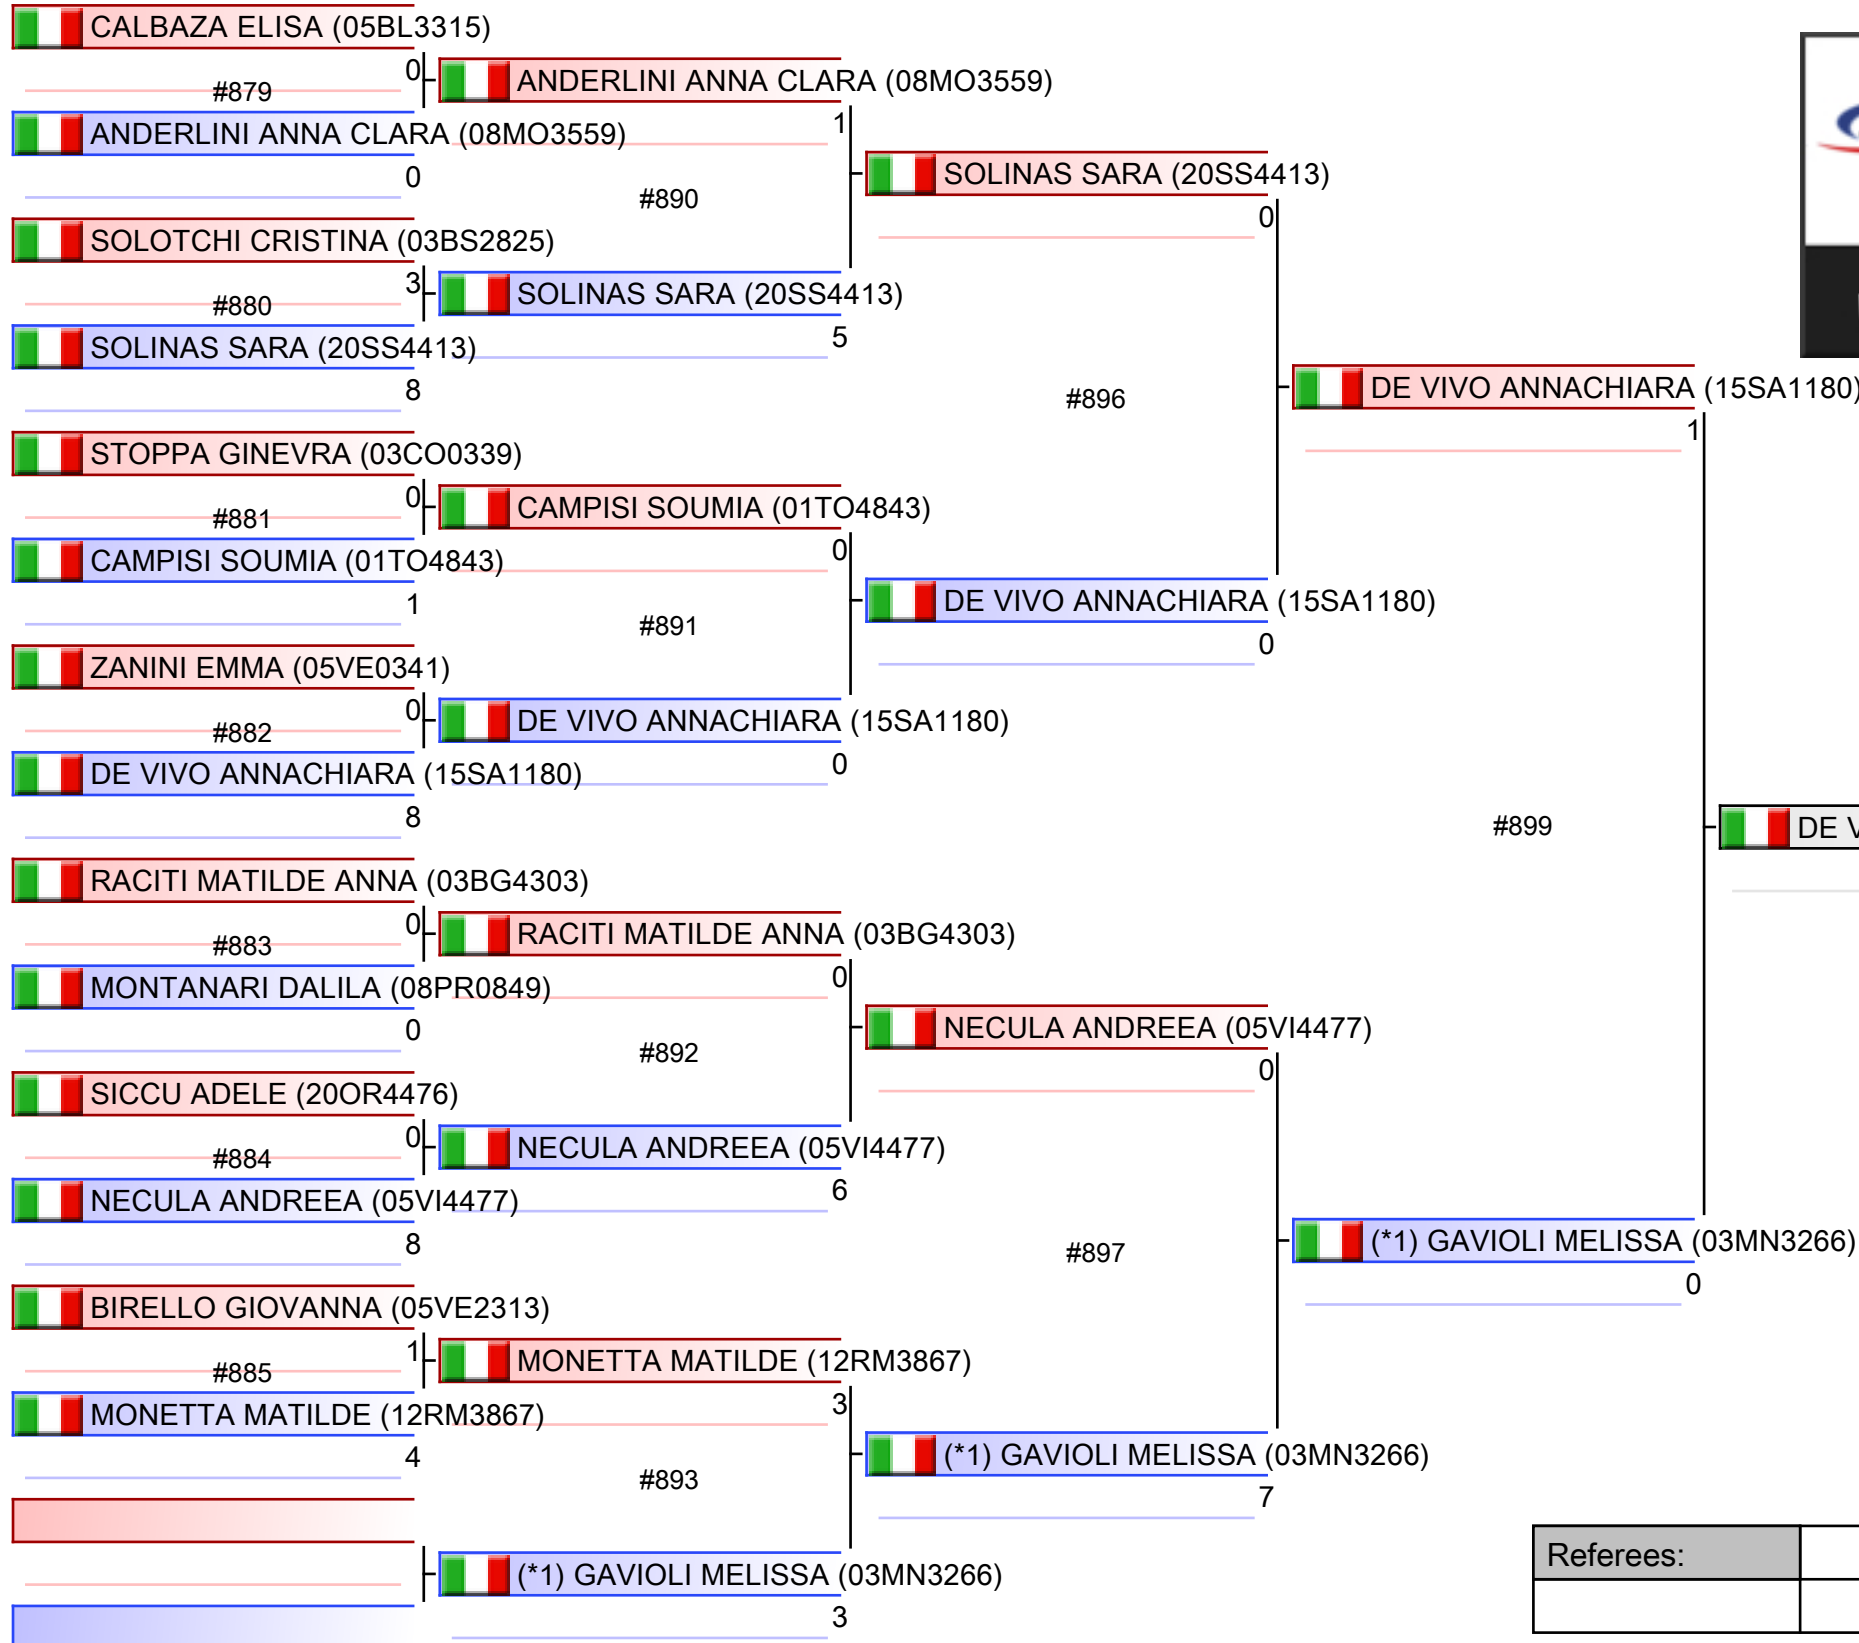 CALBAZA ELISA (05BL3315)
0
#879
ANDERLINI ANNA CLARA (08MO3559)
0
SOLOTCHI CRISTINA (03BS2825)
3
#880
SOLINAS SARA (20SS4413)
8
STOPPA GINEVRA (03CO0339)
0
#881
CAMPISI SOUMIA (01TO4843)
1
ZANINI EMMA (05VE0341)
0
#882
DE VIVO ANNACHIARA (15SA1180)
8
RACITI MATILDE ANNA (03BG4303)
0
#883
MONTANARI DALILA (08PR0849)
0
SICCU ADELE (20OR4476)
0
#884
NECULA ANDREEA (05VI4477)
8
BIRELLO GIOVANNA (05VE2313)
1
#885
MONETTA MATILDE (12RM3867)
4
ANDERLINI ANNA CLARA (08MO3559)
1
#890
SOLINAS SARA (20SS4413)
5
CAMPISI SOUMIA (01TO4843)
0
#891
DE VIVO ANNACHIARA (15SA1180)
0
RACITI MATILDE ANNA (03BG4303)
0
#892
NECULA ANDREEA (05VI4477)
6
MONETTA MATILDE (12RM3867)
3
#893
(*1) GAVIOLI MELISSA (03MN3266)
3
SOLINAS SARA (20SS4413)
0
#896
DE VIVO ANNACHIARA (15SA1180)
0
NECULA ANDREEA (05VI4477)
0
#897
(*1) GAVIOLI MELISSA (03MN3266)
7
DE VIVO ANNACHIARA (15SA1180)
1
#899
(*1) GAVIOLI MELISSA (03MN3266)
0
DE V
Referees: